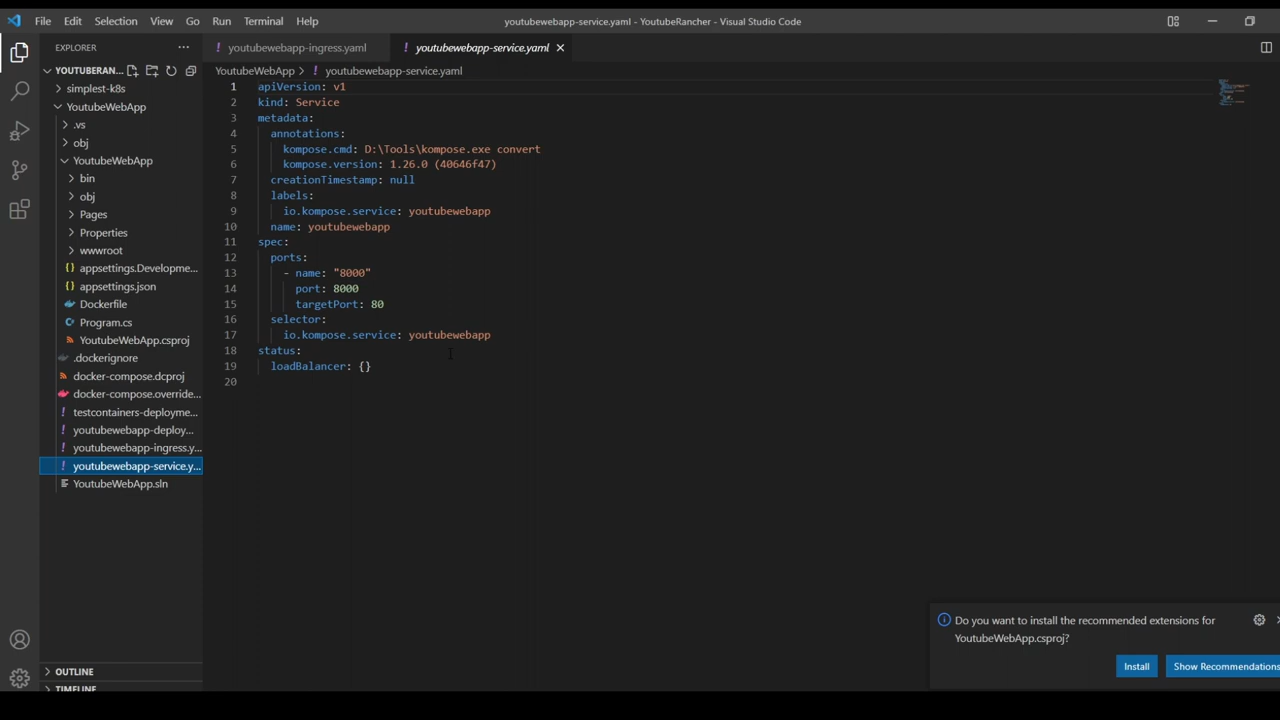 File Edit Selection View Go Run Terminal Help
youtubewebapp-service.yaml - YoutubeRancher - Visual Studio Code
EXPLORER
YOUTUBERAN...
simplest-k8s
YoutubeWebApp
.vs
obj
YoutubeWebApp
bin
obj
Pages
Properties
wwwroot
appsettings.Developme...
appsettings.json
Dockerfile
Program.cs
YoutubeWebApp.csproj
.dockerignore
docker-compose.dcproj
docker-compose.override...
testcontainers-deployme...
youtubewebapp-deploy...
youtubewebapp-ingress.y...
youtubewebapp-service.y...
YoutubeWebApp.sln
OUTLINE
TIMELINE
youtubewebapp-ingress.yaml
youtubewebapp-service.yaml
YoutubeWebApp > ! youtubewebapp-service.yaml
1 apiVersion: v1
2 kind: Service
3 metadata:
4 annotations:
5 kompose.cmd: D:\Tools\kompose.exe convert
6 kompose.version: 1.26.0 (40646f47)
7 creationTimestamp: null
8 labels:
9 io.kompose.service: youtubewebapp
10 name: youtubewebapp
11 spec:
12 ports:
13 - name: "8000"
14 port: 8000
15 targetPort: 80
16 selector:
17 io.kompose.service: youtubewebapp
18 status:
19 loadBalancer: {}
20
Do you want to install the recommended extensions for
YoutubeWebApp.csproj?
Install
Show Recommendations